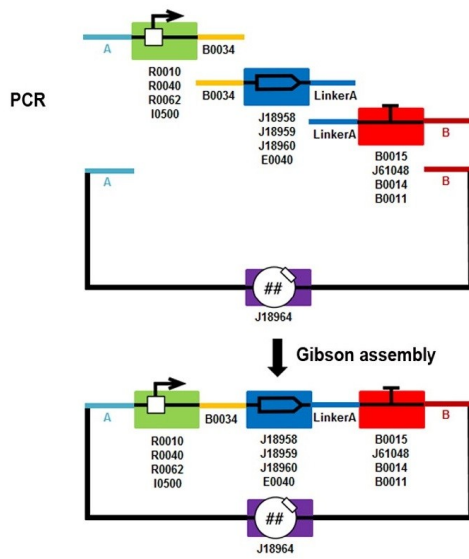 A
B0034
R0010
R0040
R0062
I0500
PCR
B0034
LinkerA
J18958
J18959
J18960
E0040
LinkerA
B
B0015
J61048
B0014
B0011
A
B
##
J18964
Gibson assembly
A
B0034
LinkerA
B
R0010
R0040
R0062
I0500
J18958
J18959
J18960
E0040
B0015
J61048
B0014
B0011
##
J18964